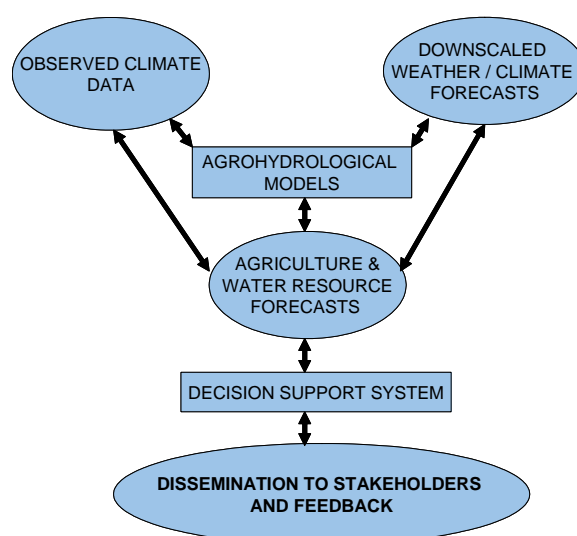 OBSERVED CLIMATE
DATA
DOWNSCALED
WEATHER / CLIMATE
FORECASTS
AGROHYDROLOGICAL
MODELS
AGRICULTURE &
WATER RESOURCE
FORECASTS
DECISION SUPPORT SYSTEM
DISSEMINATION TO STAKEHOLDERS
AND FEEDBACK